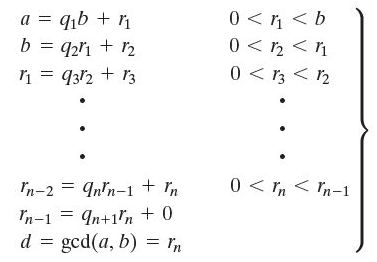 a = q₁b + r₁ 0 < r₁ < b
b = q₂r₁ + r₂ 0 < r₂ < r₁
r₁ = q₃r₂ + r₃ 0 < r₃ < r₂
• •
• •
• •
rₙ₋₂ = qₙrₙ₋₁ + rₙ 0 < rₙ < rₙ₋₁
rₙ₋₁ = qₙ₊₁rₙ + 0
d = gcd(a, b) = rₙ